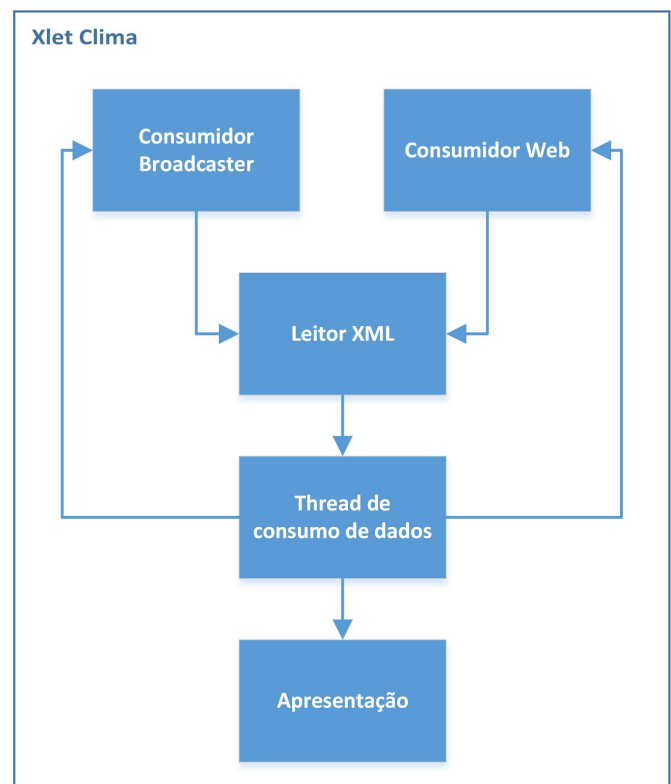 Xlet Clima
Consumidor
Broadcaster
Consumidor Web
Leitor XML
Thread de
consumo de dados
Apresentação